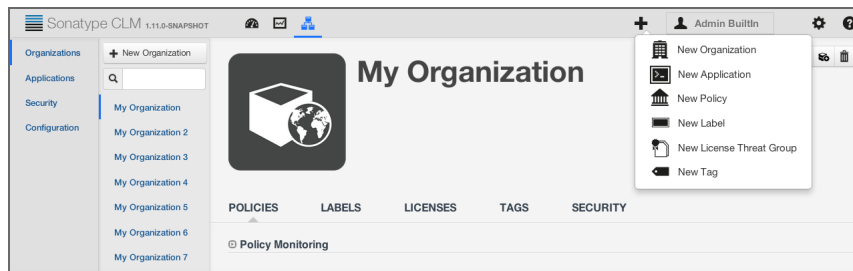 Sonatype CLM 1.11.0-SNAPSHOT
Admin BuiltIn
Organizations
Applications
Security
Configuration
New Organization
My Organization
My Organization 2
My Organization 3
My Organization 4
My Organization 5
My Organization 6
My Organization 7
My Organization
New Organization
New Application
New Policy
New Label
New License Threat Group
New Tag
POLICIES LABELS LICENSES TAGS SECURITY
Policy Monitoring